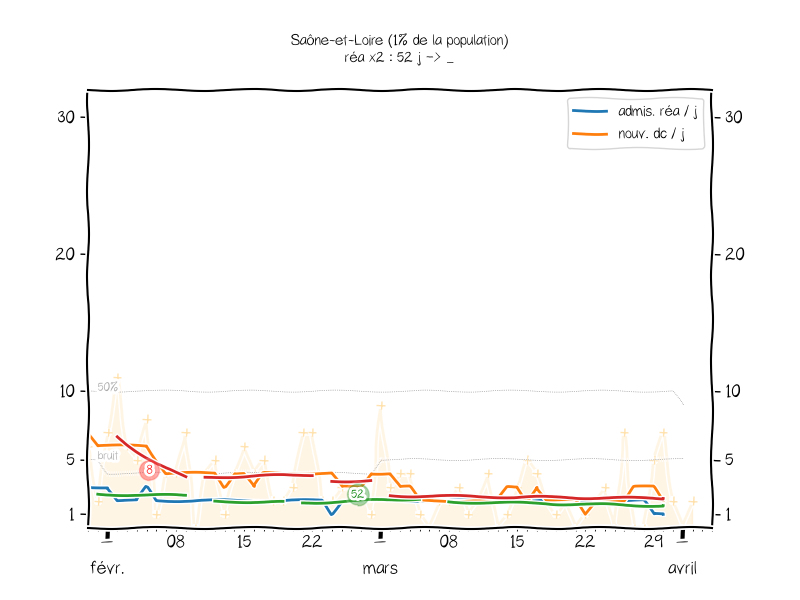 Saône-et-Loire (1% de la population)
réa x2 : 52 j -> _
admis. réa / j
nouv. dc / j
30
30
20
20
50%
10
10
bruit
8
5
5
52
1
1
08
15
22
08
15
22
29
févr.
mars
avril